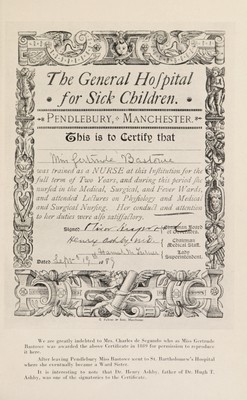 The General Hospital
for Sick Children.
PENDLEBURY, MANCHESTER.
This is to Certify that
Miss Gertrude Bastowe
was trained as a NURSE at this Institution for the
full term of Two Years, and during this period she
nursed in the Medical, Surgical, and Fever Wards,
and attended Lectures on Physiology and Medical
and Surgical Nursing. Her conduct and attention
to her duties were also satisfactory.
Signed Chairman Board
of Governors.
Henry Ashby M.D. Chairman
Medical Staff.
Lady
Superintendent.
Dated Sept 1889
We are greatly indebted to Mrs. Charles de Segundo who as Miss Gertrude
Bastowe was awarded the above Certificate in 1889 for permission to reproduce
it here.
After leaving Pendlebury Miss Bastowe went to St. Bartholomew's Hospital
where she eventually became a Ward Sister.
It is interesting to note that Dr. Henry Ashby, father of Dr. Hugh T.
Ashby, was one of the signatories to the Certificate.